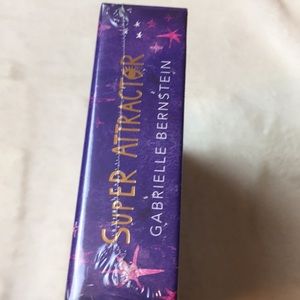 SUPER ATTRACTOR
GABRIELLE BERNSTEIN